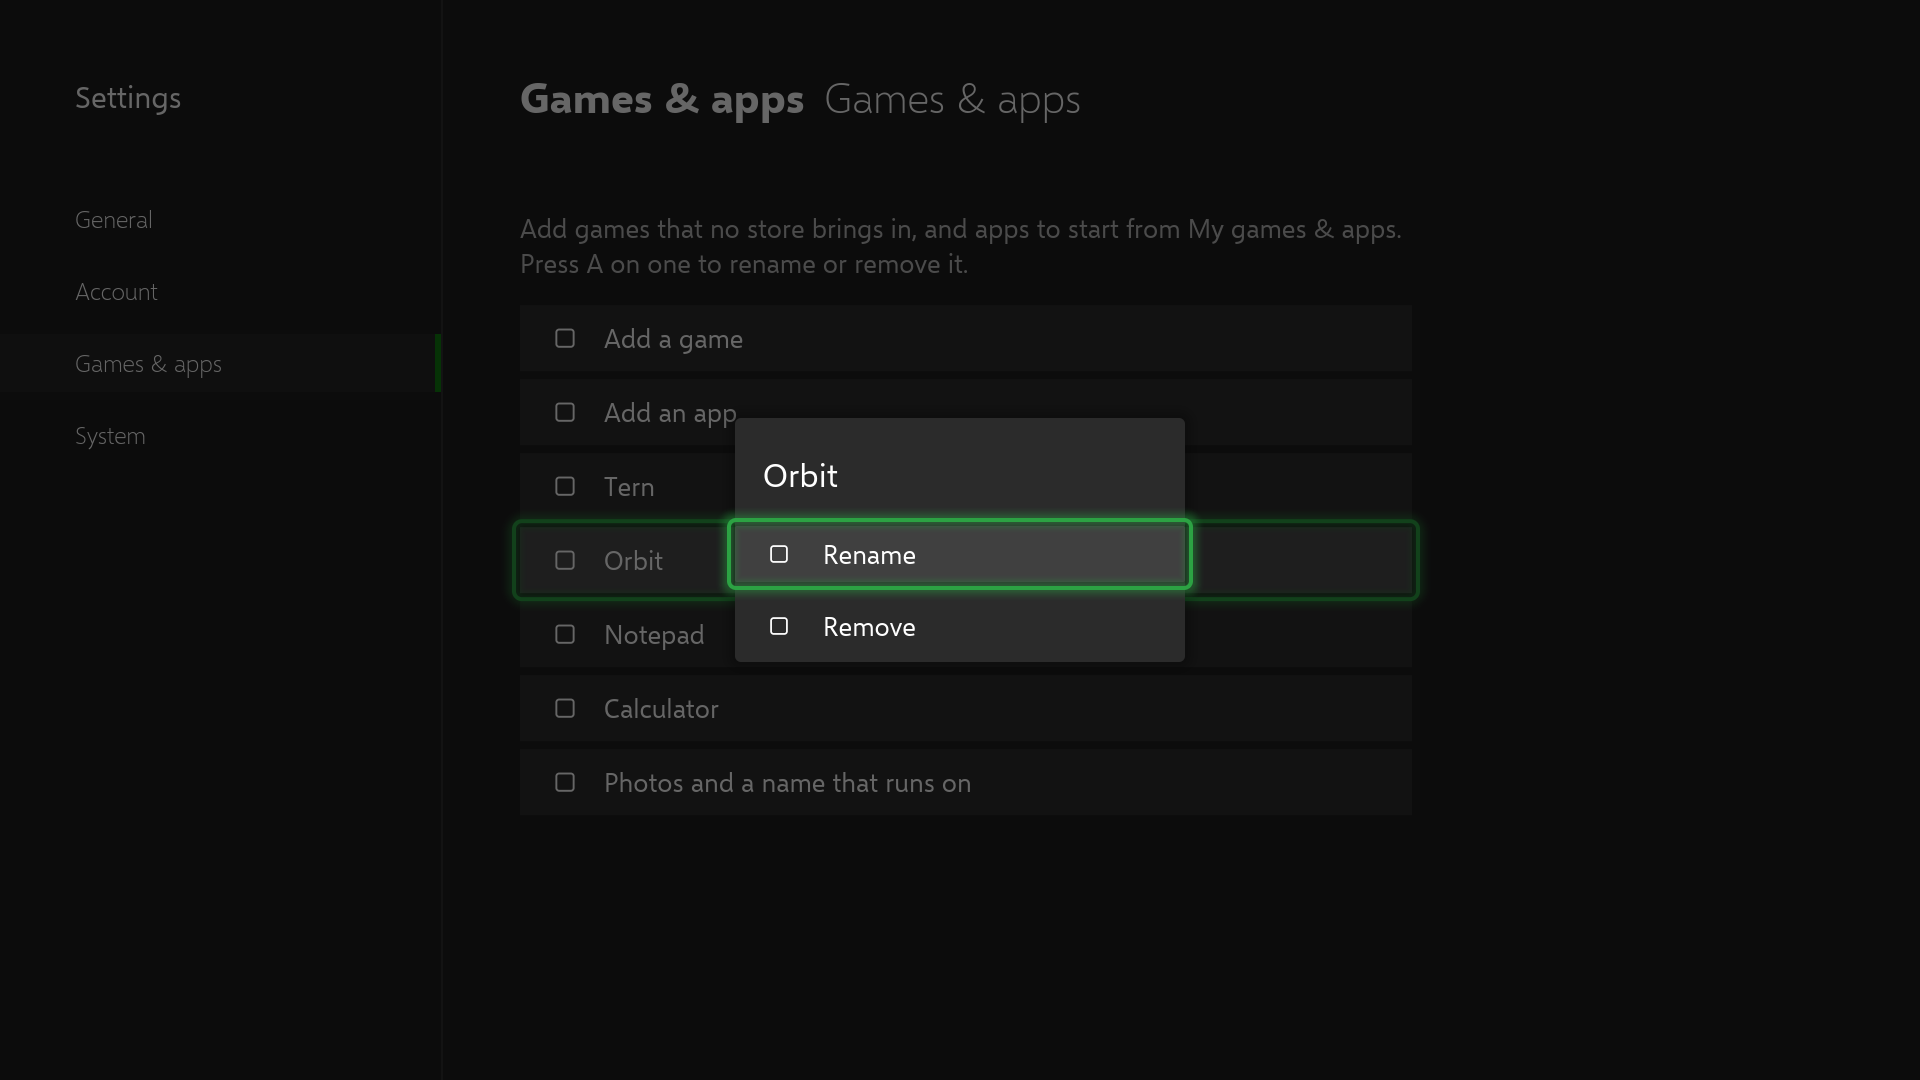 Settings
General
Account
Games & apps
System
Games & apps Games & apps
Add games that no store brings in, and apps to start from My games & apps.
Press A on one to rename or remove it.
Add a game
Add an app
Tern
Orbit
Notepad
Calculator
Photos and a name that runs on
Orbit
Rename
Remove